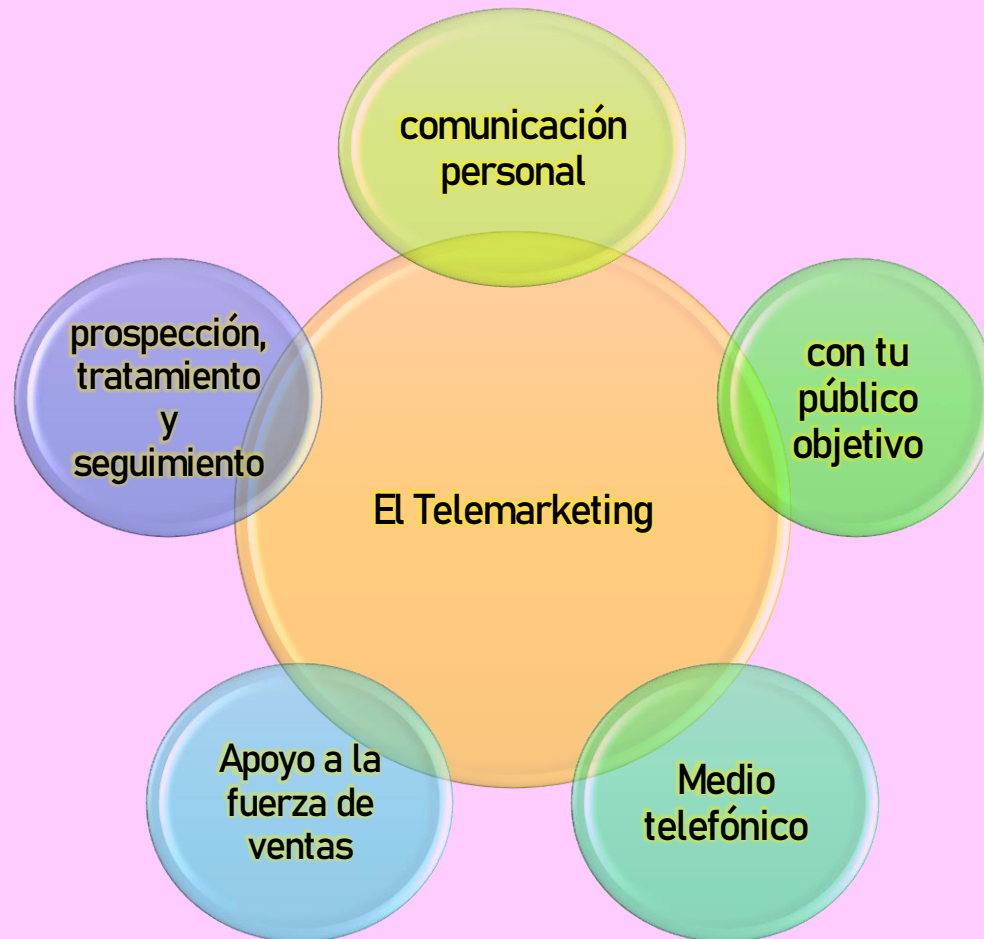 comunicación
personal
con tu
público
objetivo
Medio
telefónico
Apoyo a la
fuerza de
ventas
prospección,
tratamiento
y
seguimiento
El Telemarketing